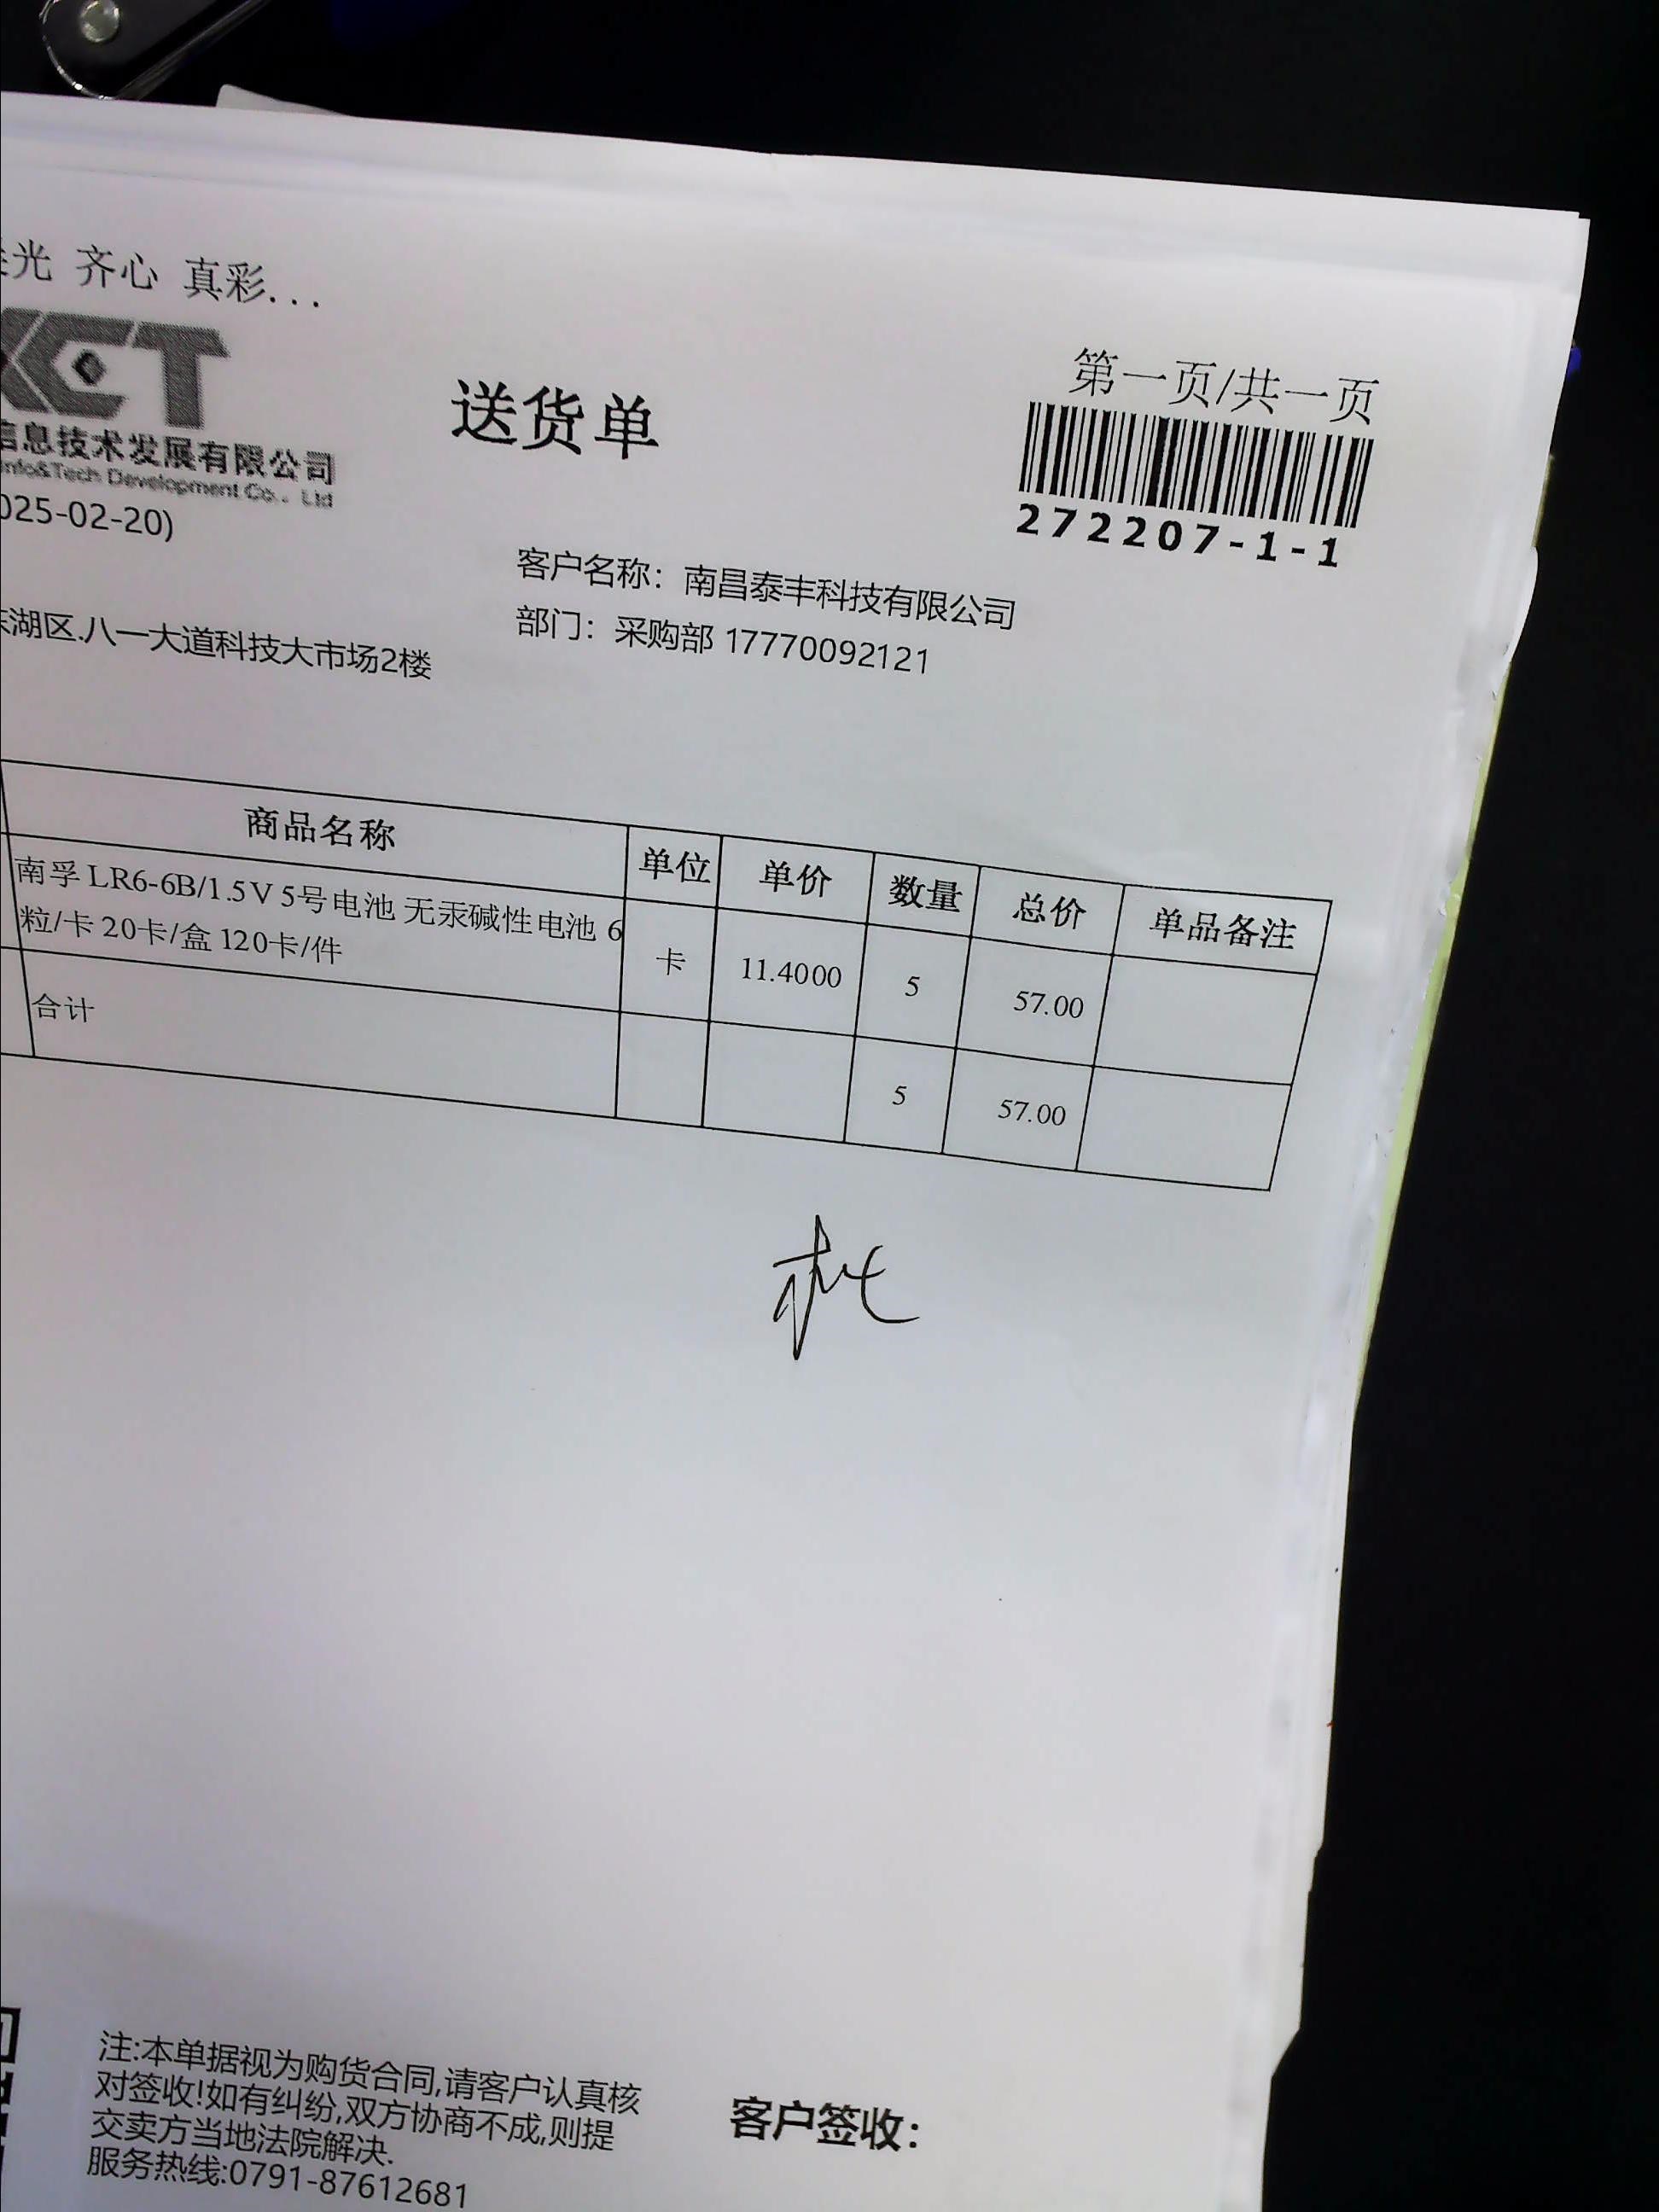 光 齐心 真彩...
第一页/共一页
CT
送货单
信息技术发展有限公司
Info&Tech Development Co., Ltd
272207-1-1
025-02-20)
客户名称：南昌泰丰科技有限公司
湖区.八一大道科技大市场2楼
部门：采购部 17770092121
商品名称 单位 单价 数量 总价 单品备注
南孚 LR6-6B/1.5V 5号电池 无汞碱性电池 6
粒/卡 20卡/盒 120卡/件 卡 11.4000 5 57.00
合计 5 57.00
注:本单据视为购货合同,请客户认真核
对签收!如有纠纷,双方协商不成,则提
交卖方当地法院解决.
服务热线:0791-87612681
客户签收：